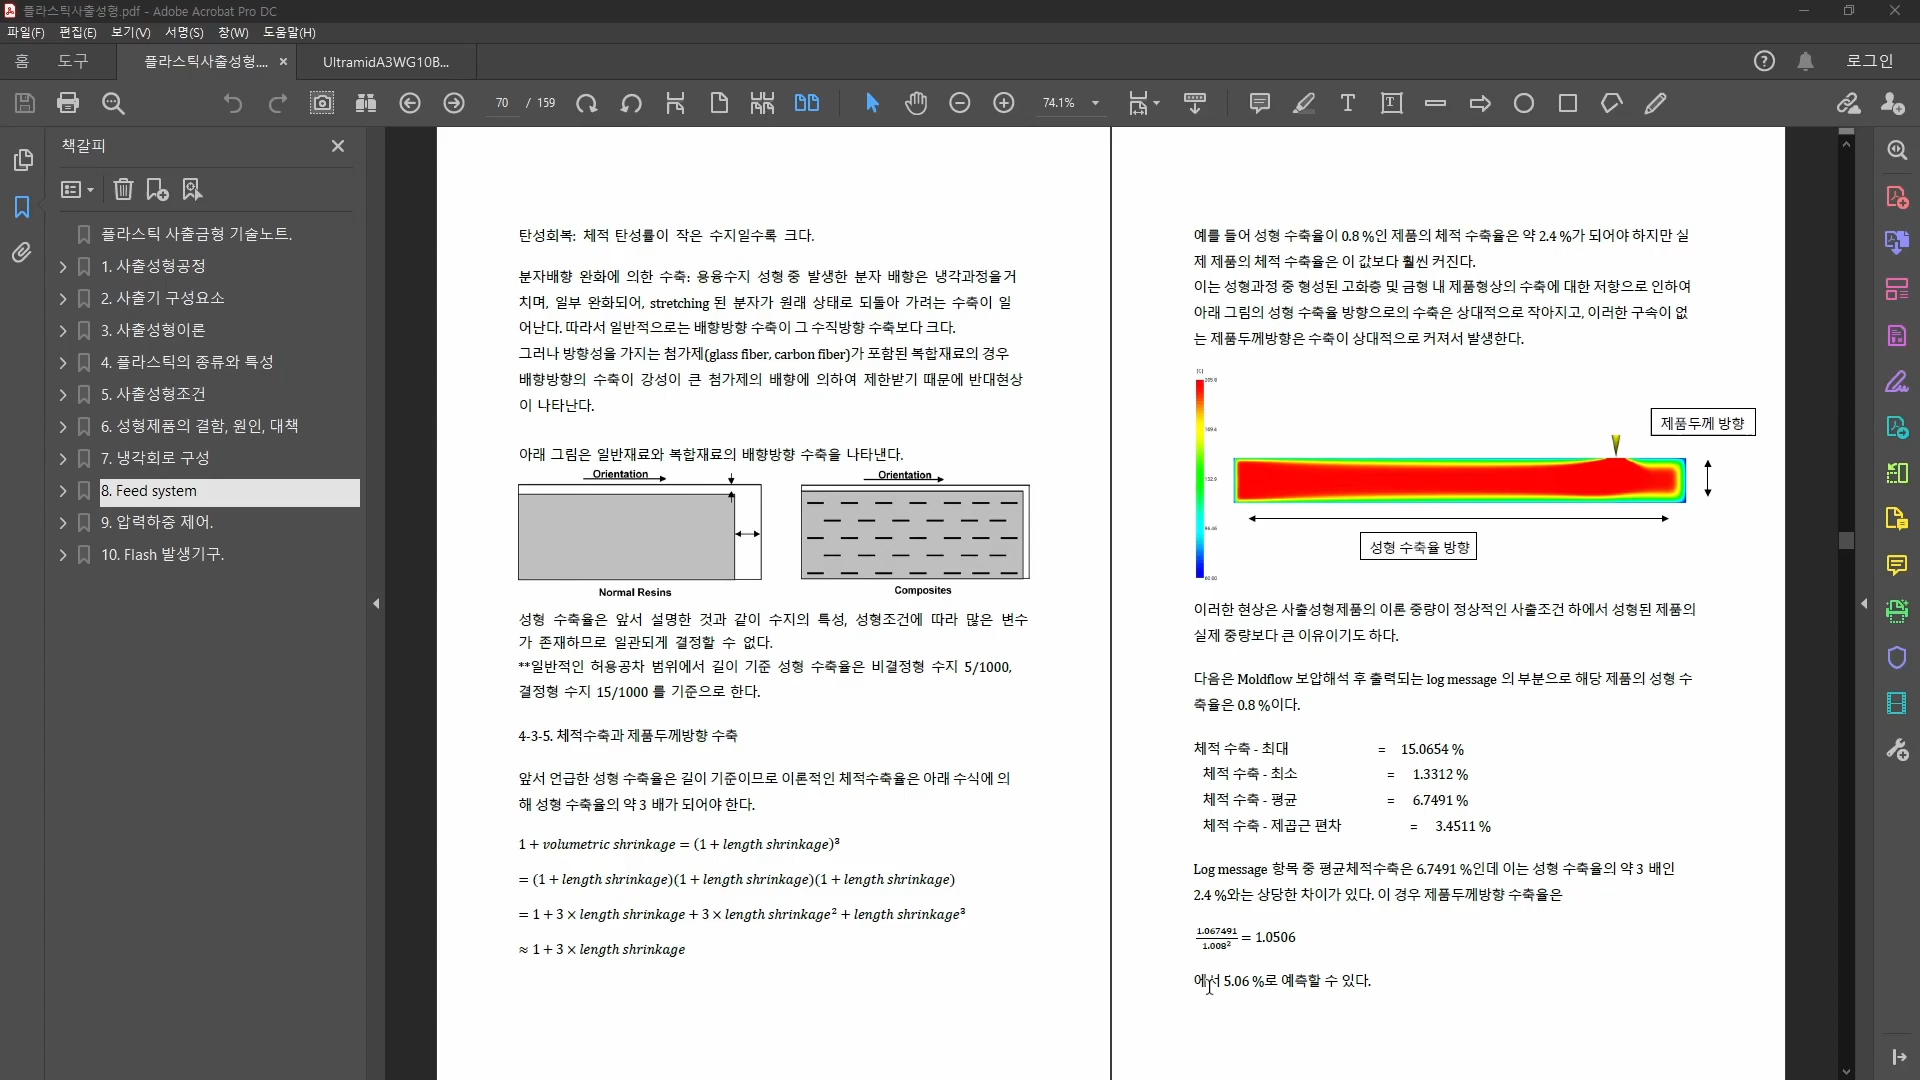 플라스틱사출성형.pdf - Adobe Acrobat Pro DC
파일(F) 편집(E) 보기(V) 서명(S) 창(W) 도움말(H)
홈 도구 플라스틱사출성형.... × UltramidA3WG10B... 로그인
70 / 159 74.1%
책갈피
플라스틱 사출금형 기술노트.
1. 사출성형공정
2. 사출기 구성요소
3. 사출성형이론
4. 플라스틱의 종류와 특성
5. 사출성형조건
6. 성형제품의 결함, 원인, 대책
7. 냉각회로 구성
8. Feed system
9. 압력하중 제어.
10. Flash 발생기구.
탄성회복: 체적 탄성률이 작은 수지일수록 크다.
분자배향 완화에 의한 수축: 용융수지 성형 중 발생한 분자 배향은 냉각과정을 거
치며, 일부 완화되어, stretching 된 분자가 원래 상태로 되돌아 가려는 수축이 일
어난다. 따라서 일반적으로는 배향방향 수축이 그 수직방향 수축보다 크다.
그러나 방향성을 가지는 첨가제(glass fiber, carbon fiber)가 포함된 복합재료의 경우
배향방향의 수축이 강성이 큰 첨가제의 배향에 의하여 제한받기 때문에 반대현상
이 나타난다.
아래 그림은 일반재료와 복합재료의 배향방향 수축을 나타낸다.
Orientation Orientation
Normal Resins Composites
성형 수축율은 앞서 설명한 것과 같이 수지의 특성, 성형조건에 따라 많은 변수
가 존재하므로 일관되게 결정할 수 없다.
**일반적인 허용공차 범위에서 길이 기준 성형 수축율은 비결정형 수지 5/1000,
결정형 수지 15/1000 를 기준으로 한다.
4-3-5. 체적수축과 제품두께방향 수축
앞서 언급한 성형 수축율은 길이 기준이므로 이론적인 체적수축율은 아래 수식에 의
해 성형 수축율의 약 3 배가 되어야 한다.
1 + volumetric shrinkage = (1 + length shrinkage)³
= (1 + length shrinkage)(1 + length shrinkage)(1 + length shrinkage)
= 1 + 3 × length shrinkage + 3 × length shrinkage² + length shrinkage³
≈ 1 + 3 × length shrinkage
예를 들어 성형 수축율이 0.8 %인 제품의 체적 수축율은 약 2.4 %가 되어야 하지만 실
제 제품의 체적 수축율은 이 값보다 훨씬 커진다.
이는 성형과정 중 형성된 고화층 및 금형 내 제품형상의 수축에 대한 저항으로 인하여
아래 그림의 성형 수축율 방향으로의 수축은 상대적으로 작아지고, 이러한 구속이 없
는 제품두께방향은 수축이 상대적으로 커져서 발생한다.
[C]
169.4
132.9
96.46
60.00
제품두께 방향
성형 수축율 방향
이러한 현상은 사출성형제품의 이론 중량이 정상적인 사출조건 하에서 성형된 제품의
실제 중량보다 큰 이유이기도 하다.
다음은 Moldflow 보압해석 후 출력되는 log message 의 부분으로 해당 제품의 성형 수
축율은 0.8 %이다.
체적 수축 - 최대 = 15.0654 %
체적 수축 - 최소 = 1.3312 %
체적 수축 - 평균 = 6.7491 %
체적 수축 - 제곱근 편차 = 3.4511 %
Log message 항목 중 평균체적수축은 6.7491 %인데 이는 성형 수축율의 약 3 배인
2.4 %와는 상당한 차이가 있다. 이 경우 제품두께방향 수축율은
1.067491
1.008² = 1.0506
에서 5.06 %로 예측할 수 있다.